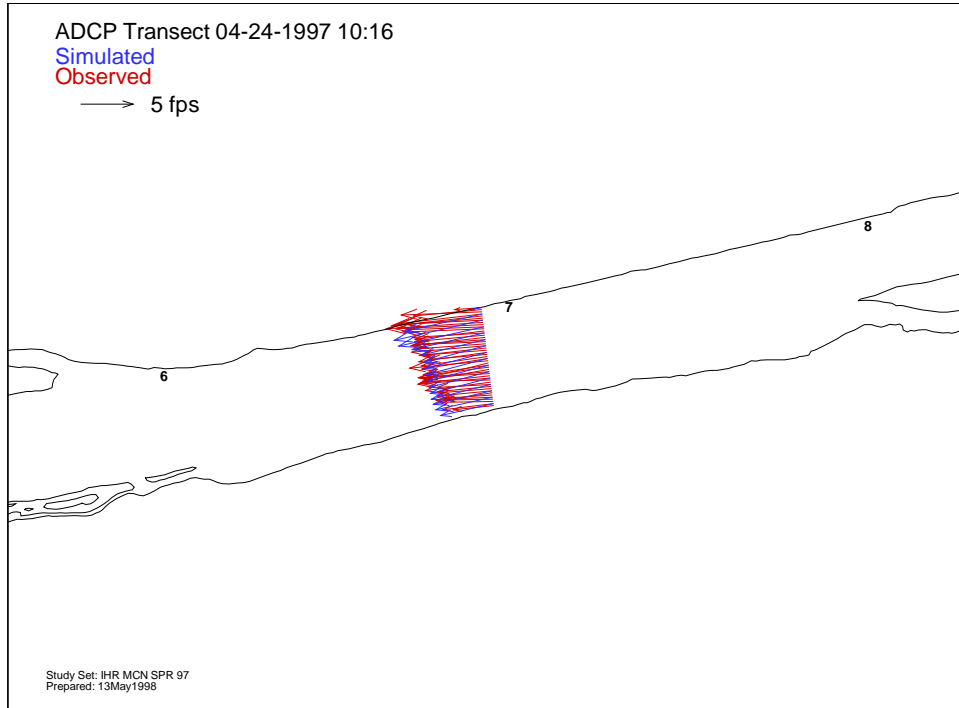 ADCP Transect 04-24-1997 10:16
Simulated
Observed
5 fps
8
7
6
Study Set: IHR MCN SPR 97
Prepared: 13May1998